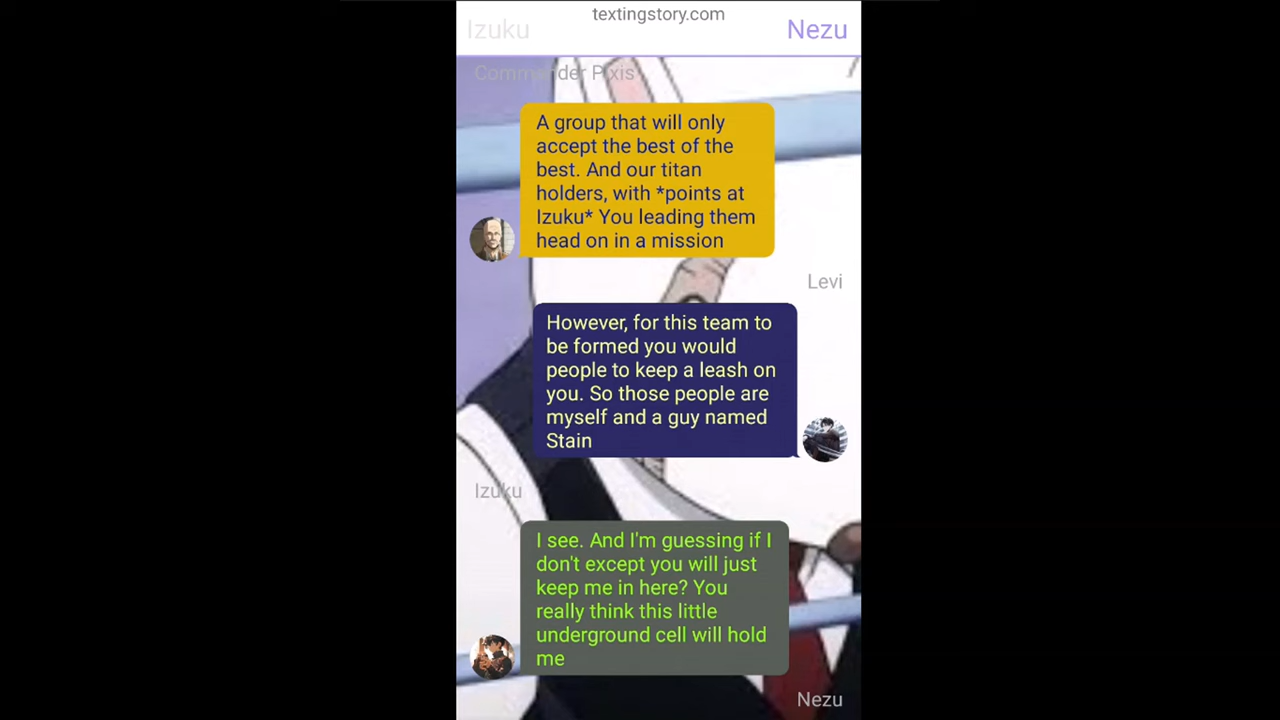 textingstory.com
Izuku
Nezu
Commander Pixis
A group that will only
accept the best of the
best. And our titan
holders, with *points at
Izuku* You leading them
head on in a mission
Levi
However, for this team to
be formed you would
people to keep a leash on
you. So those people are
myself and a guy named
Stain
Izuku
I see. And I'm guessing if I
don't except you will just
keep me in here? You
really think this little
underground cell will hold
me
Nezu